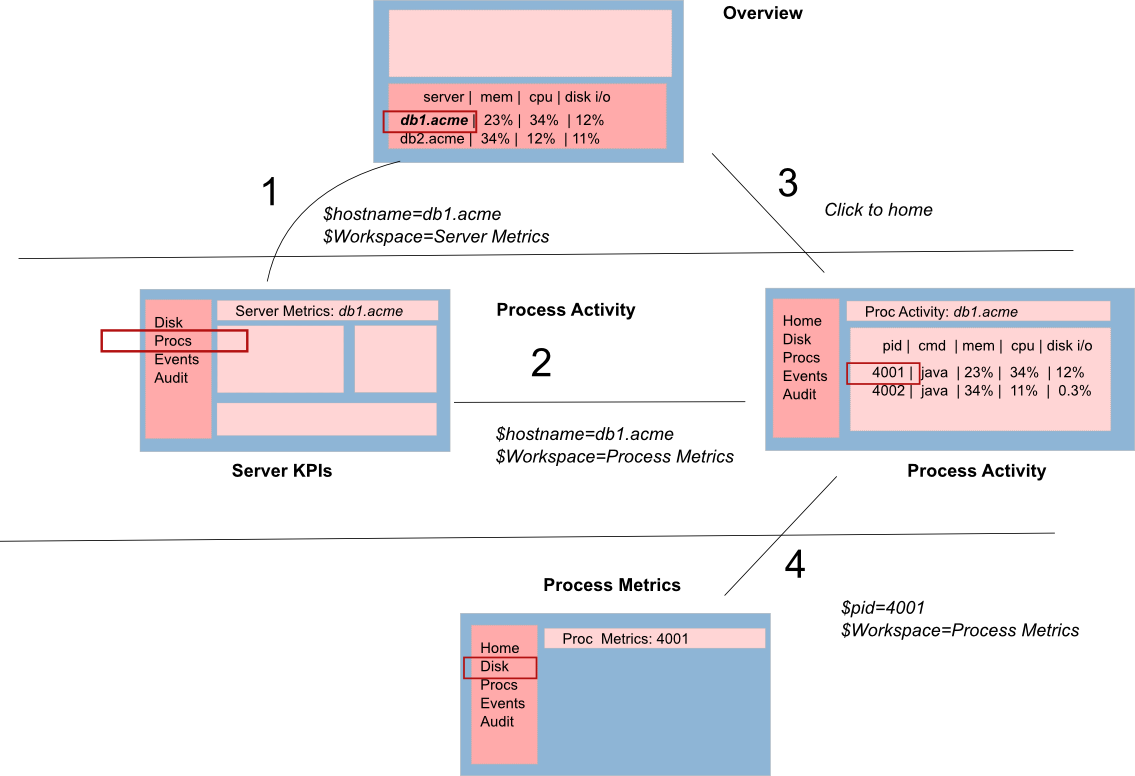 Overview
server | mem | cpu | disk i/o
db1.acme | 23% | 34% | 12%
db2.acme | 34% | 12% | 11%
1
$hostname=db1.acme
$Workspace=Server Metrics
3
Click to home
Server Metrics: db1.acme
Disk
Procs
Events
Audit
Server KPIs
Process Activity
2
$hostname=db1.acme
$Workspace=Process Metrics
Proc Activity: db1.acme
Home
Disk
Procs
Events
Audit
pid | cmd | mem | cpu | disk i/o
4001 | java | 23% | 34% | 12%
4002 | java | 34% | 11% | 0.3%
Process Activity
4
$pid=4001
$Workspace=Process Metrics
Process Metrics
Proc Metrics: 4001
Home
Disk
Procs
Events
Audit